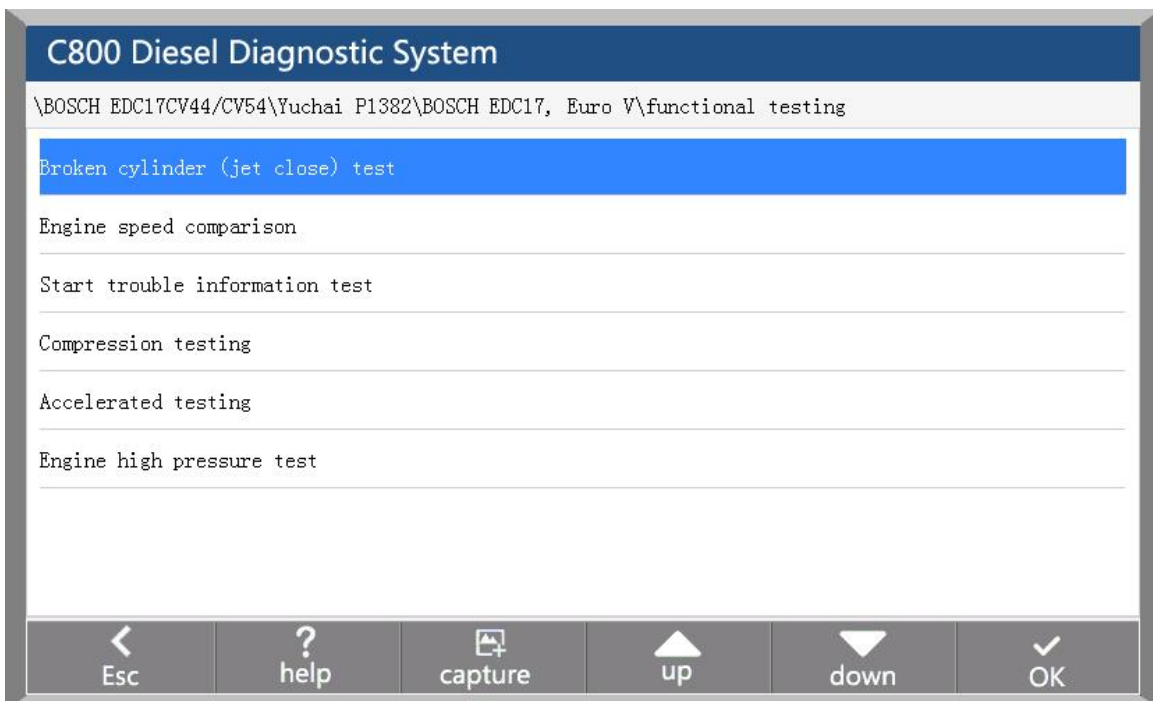 C800 Diesel Diagnostic System
\BOSCH EDC17CV44/CV54\Yuchai P1382\BOSCH EDC17, Euro V\functional testing
Broken cylinder (jet close) test
Engine speed comparison
Start trouble information test
Compression testing
Accelerated testing
Engine high pressure test
Esc
?
help
capture
up
down
OK